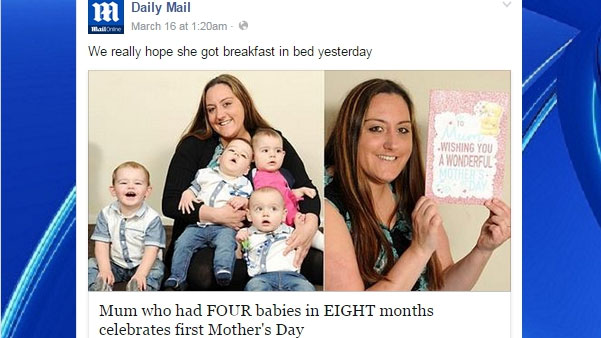 Daily Mail
MailOnline
March 16 at 1:20am ·
We really hope she got breakfast in bed yesterday
TO
Mum
WISHING YOU
A WONDERFUL
MOTHER'S
DAY
Mum who had FOUR babies in EIGHT months
celebrates first Mother's Day